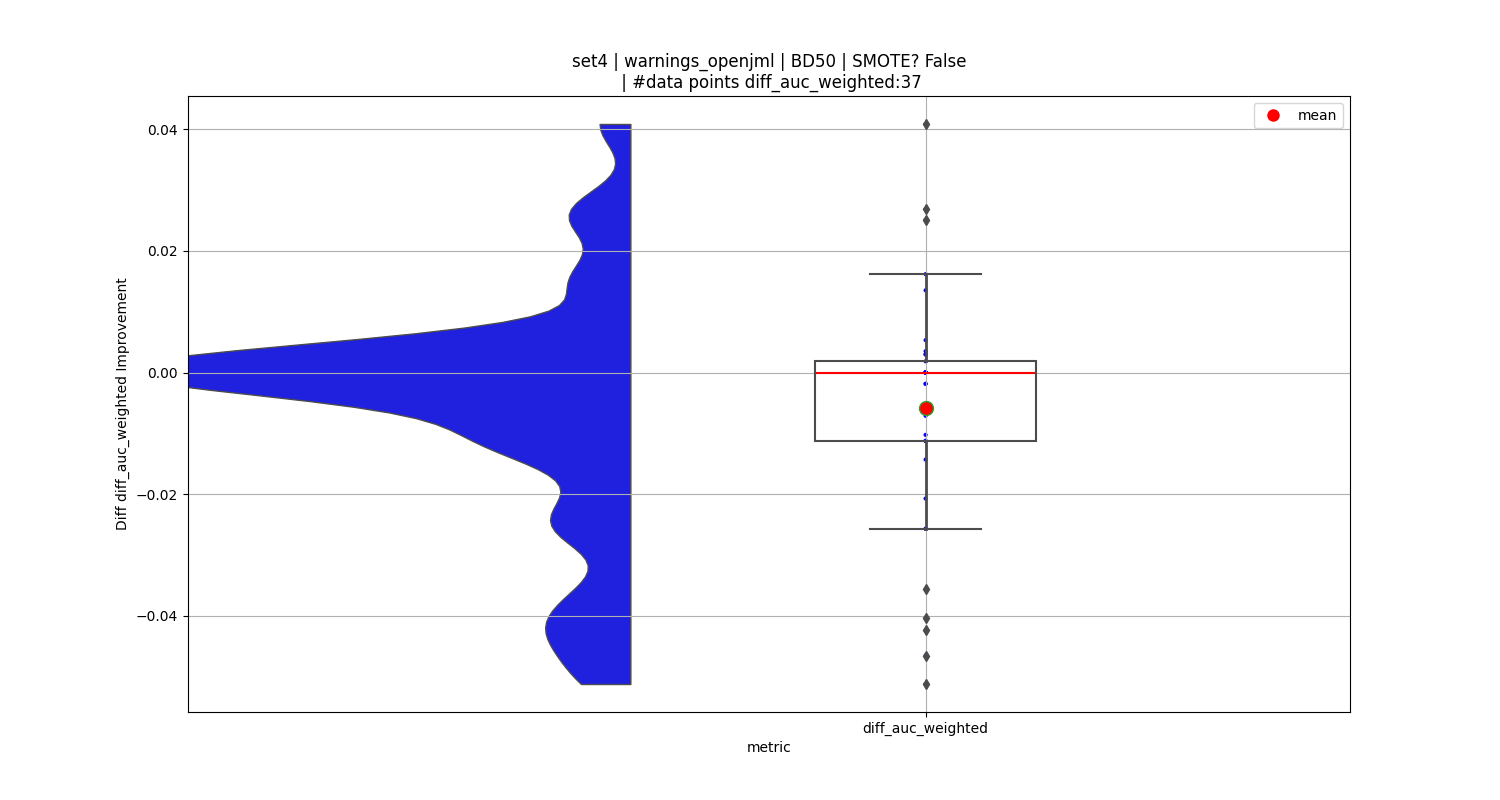 set4 | warnings_openjml | BD50 | SMOTE? False
| #data points diff_auc_weighted:37
mean
0.04
0.02
0.00
−0.02
−0.04
Diff diff_auc_weighted Improvement
diff_auc_weighted
metric